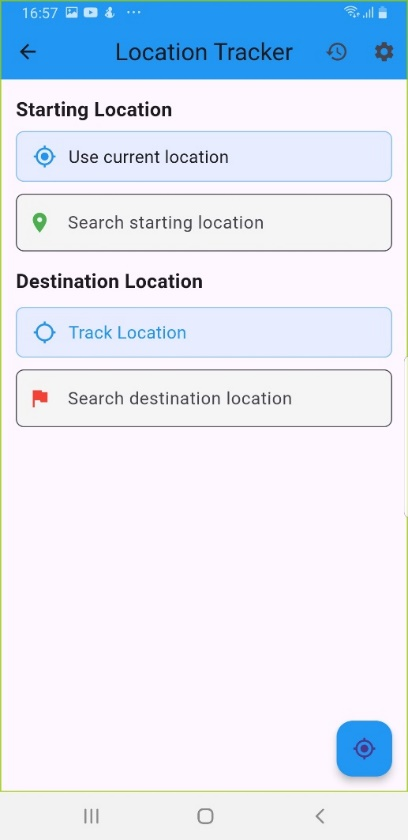 16:57
Location Tracker
Starting Location
Use current location
Search starting location
Destination Location
Track Location
Search destination location